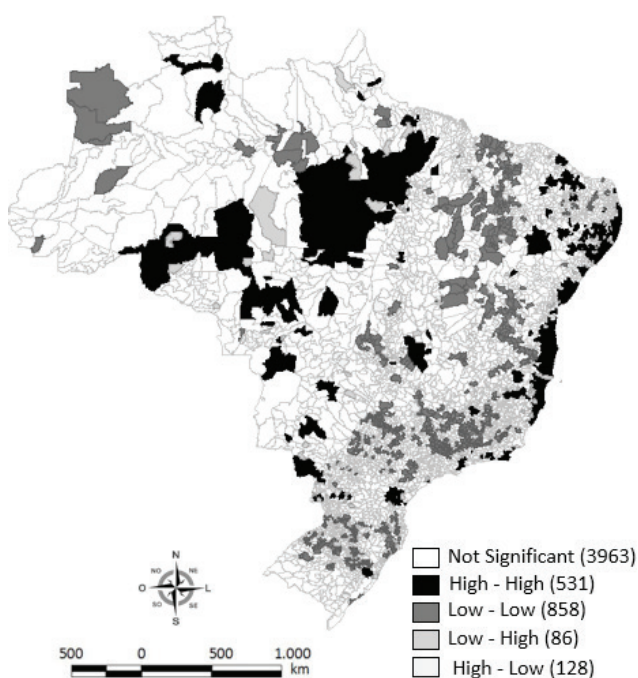 N
NO NE
O L
SO SE
S
Not Significant (3963)
High - High (531)
Low - Low (858)
Low - High (86)
High - Low (128)
500 0 500 1.000
km